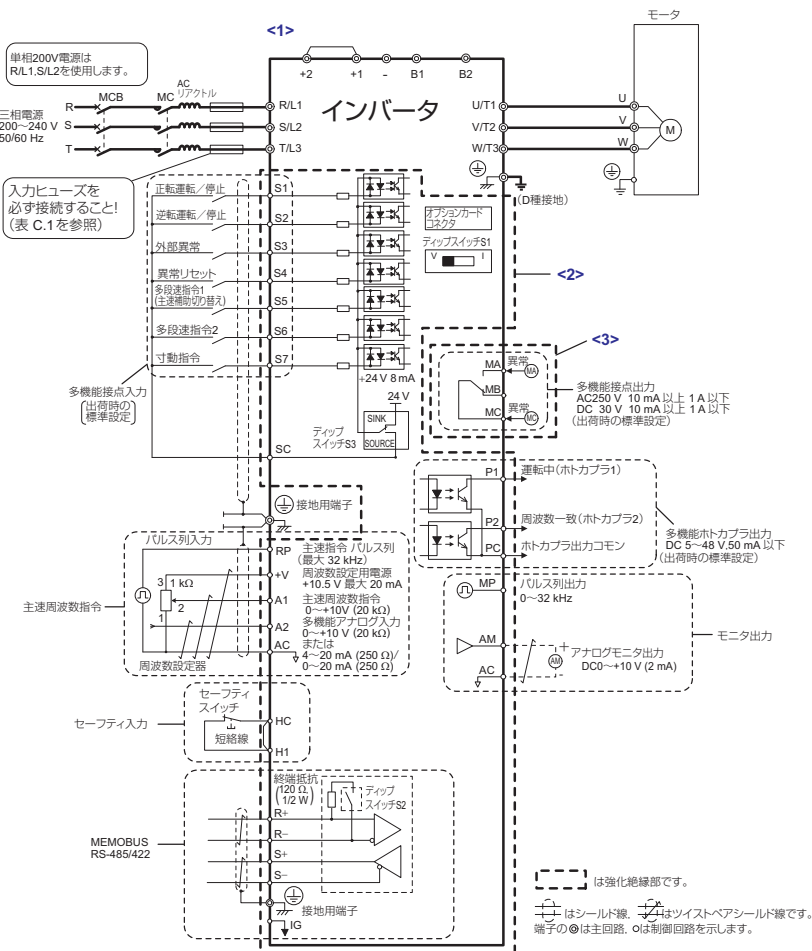 モータ
<1>
単相200V電源は
R/L1,S/L2を使用します。
+2
+1
-
B1
B2
MCB
MC
AC
リアクトル
R
三相電源
200～240 V
50/60 Hz
S
T
R/L1
S/L2
T/L3
インバータ
U/T1
V/T2
W/T3
U
V
W
M
(D種接地)
入力ヒューズを
必ず接続すること!
(表 C.1を参照)
正転運転／停止
S1
逆転運転／停止
S2
外部異常
S3
異常リセット
S4
多段速指令1
(主速補助切り替え)
S5
多段速指令2
S6
寸動指令
S7
オプションカード
コネクタ
ディップスイッチS1
V
I
<2>
<3>
+24 V 8 mA
24 V
多機能接点入力
出荷時の
標準設定
ディップ
スイッチS3
SINK
SOURCE
SC
MA
異常
MA
MB
MC
異常
MC
多機能接点出力
AC250 V 10 mA 以上 1 A 以下
DC 30 V 10 mA 以上 1 A 以下
(出荷時の標準設定)
接地用端子
P1
運転中(ホトカプラ1)
P2
周波数一致(ホトカプラ2)
PC
ホトカプラ出力コモン
多機能ホトカプラ出力
DC 5～48 V,50 mA 以下
(出荷時の標準設定)
パルス列入力
RP
主速指令 パルス列
(最大 32 kHz)
+V
周波数設定用電源
+10.5 V 最大 20 mA
3
1 kΩ
2
1
A1
主速周波数指令
0～+10V (20 kΩ)
A2
多機能アナログ入力
0～+10 V (20 kΩ)
または
AC
4～20 mA (250 Ω)/
0～20 mA (250 Ω)
主速周波数指令
周波数設定器
MP
パルス列出力
0～32 kHz
AM
+
アナログモニタ出力
AM
DC0～+10 V (2 mA)
AC
−
モニタ出力
セーフティ入力
セーフティ
スイッチ
HC
短絡線
H1
MEMOBUS
RS-485/422
終端抵抗
(120 Ω,
1/2 W)
ディップ
スイッチS2
R+
R−
S+
S−
接地用端子
IG
は強化絶縁部です。
はシールド線, はツイストペアシールド線です。
端子の◎は主回路, ○は制御回路を示します。